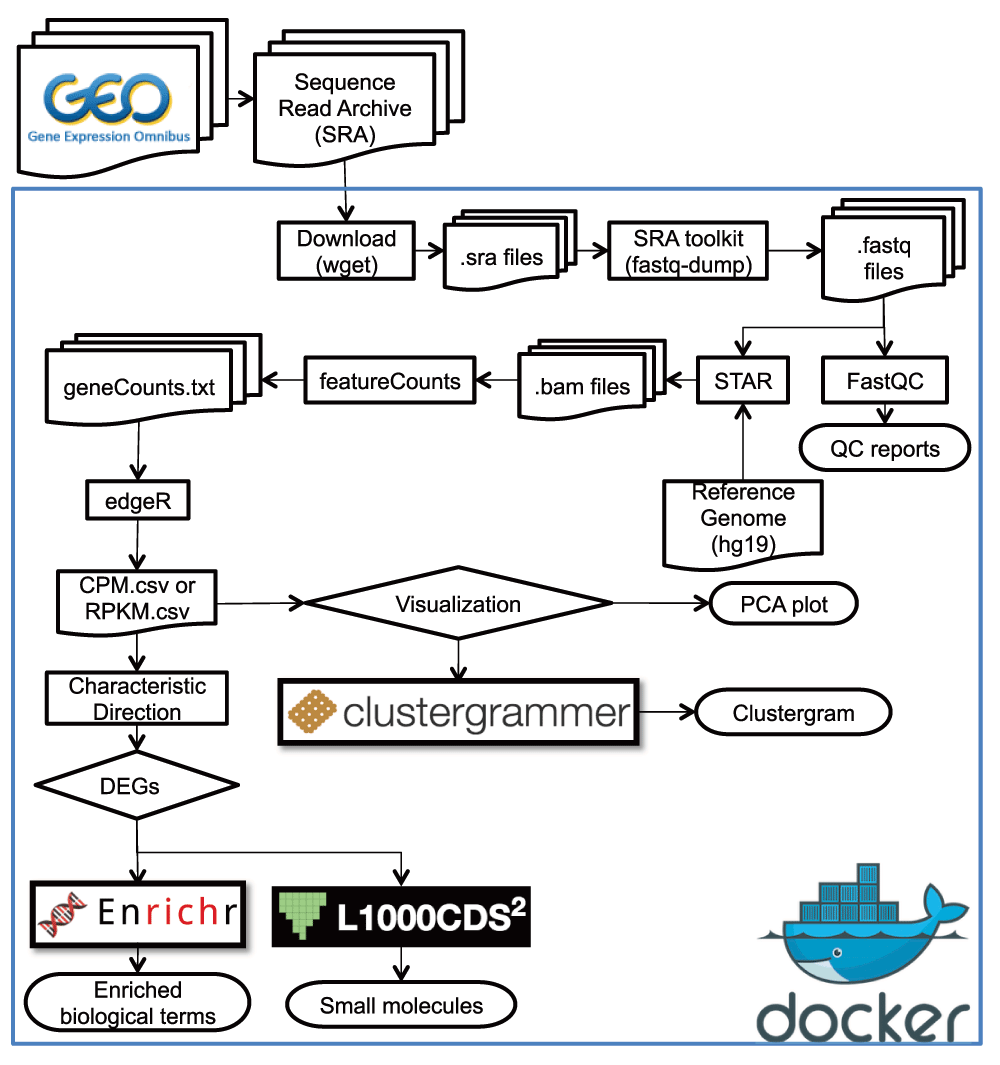 GEO
Gene Expression Omnibus
Sequence
Read Archive
(SRA)
Download
(wget)
.sra files
SRA toolkit
(fastq-dump)
.fastq
files
geneCounts.txt
featureCounts
.bam files
STAR
FastQC
QC reports
edgeR
Reference
Genome
(hg19)
CPM.csv or
RPKM.csv
Visualization
PCA plot
Characteristic
Direction
clustergrammer
Clustergram
DEGs
Enrichr
L1000CDS²
Enriched
biological terms
Small molecules
docker